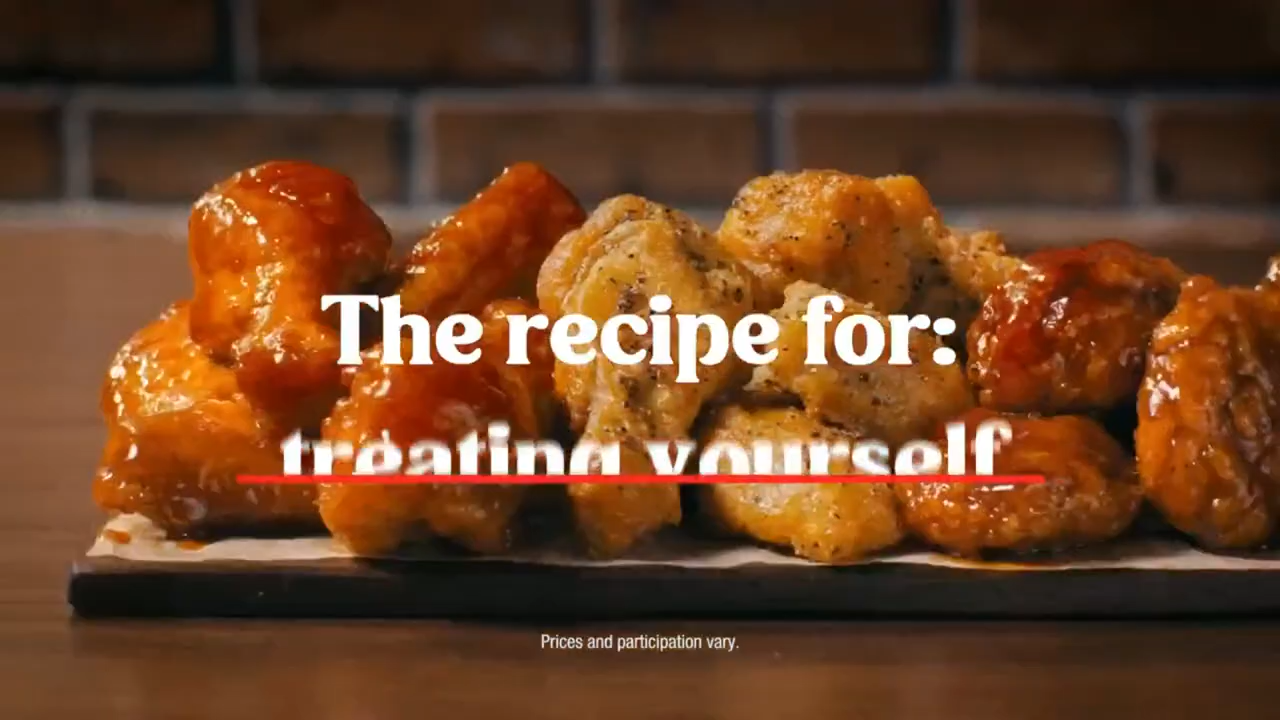 The recipe for:
treating yourself
Prices and participation vary.